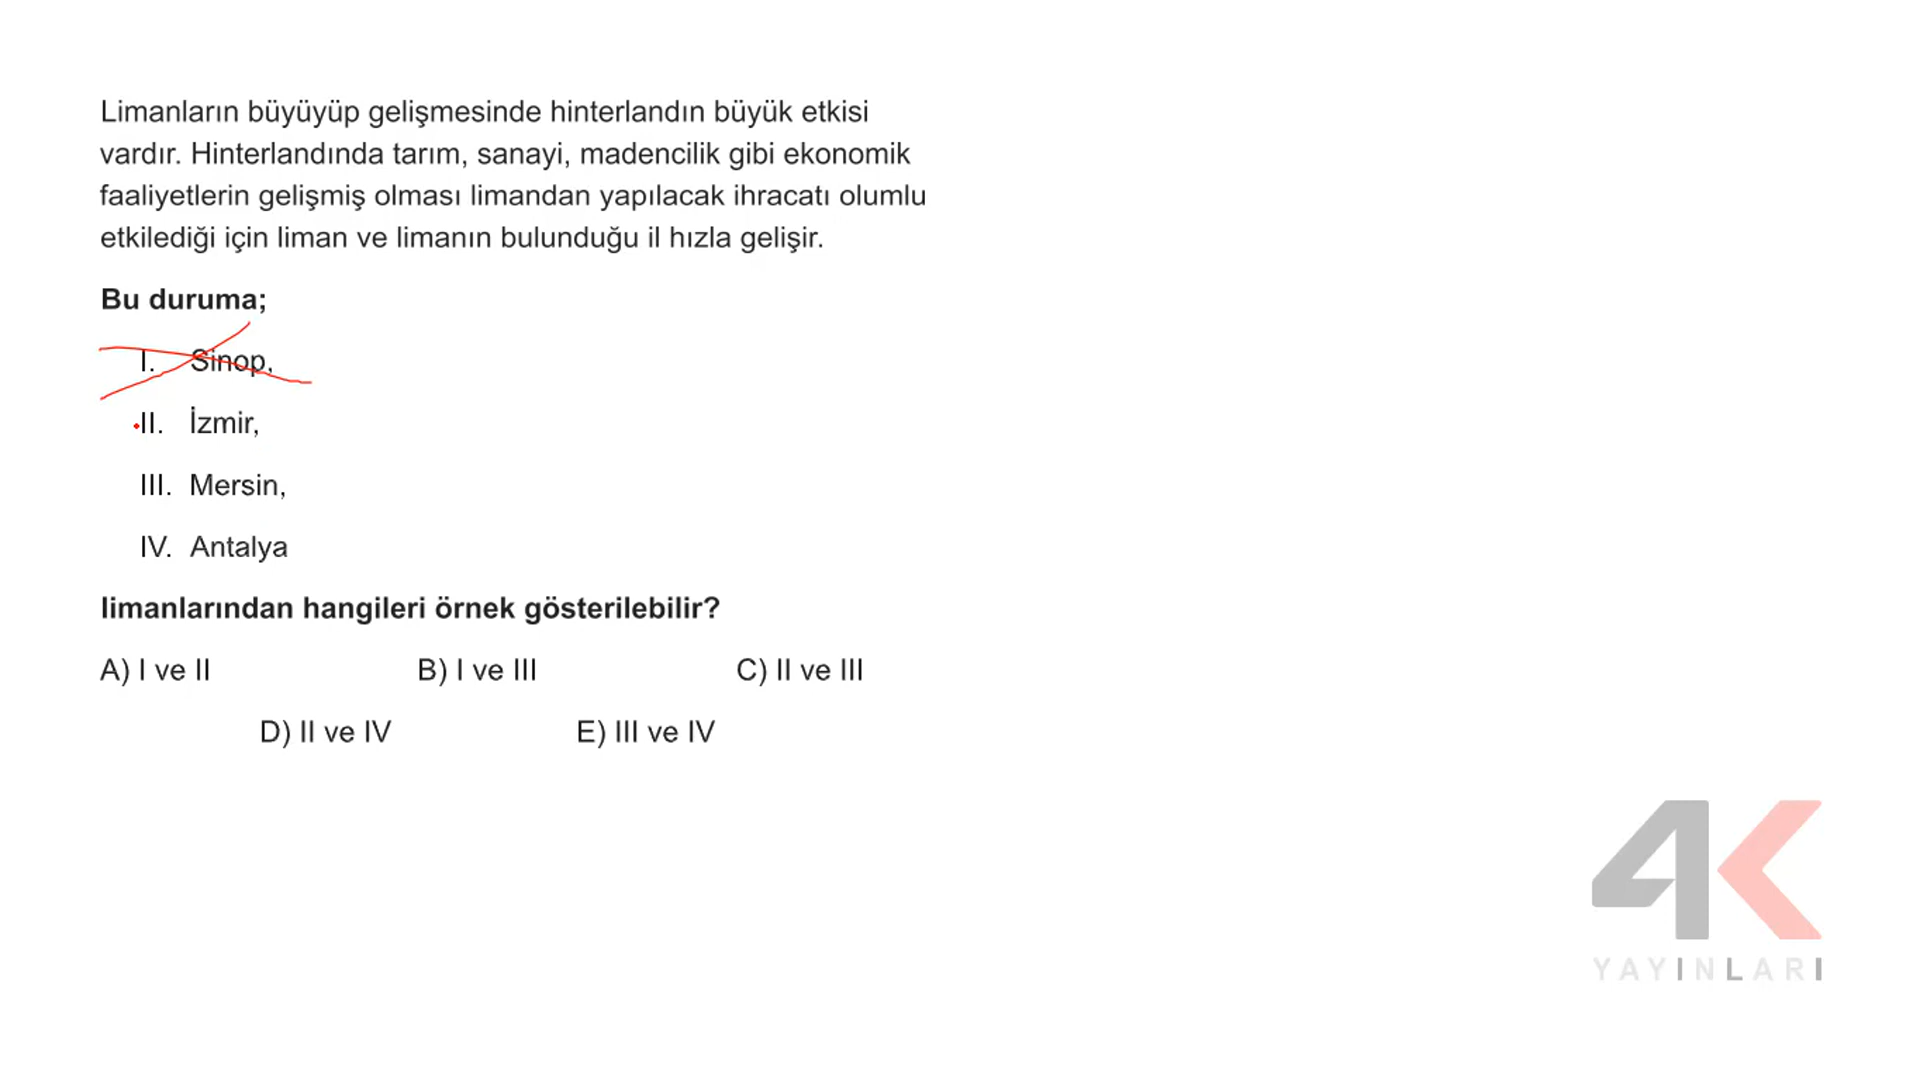 Limanların büyüyüp gelişmesinde hinterlandın büyük etkisi
vardır. Hinterlandında tarım, sanayi, madencilik gibi ekonomik
faaliyetlerin gelişmiş olması limandan yapılacak ihracatı olumlu
etkilediği için liman ve limanın bulunduğu il hızla gelişir.
Bu duruma;
I. Sinop,
II. İzmir,
III. Mersin,
IV. Antalya
limanlarından hangileri örnek gösterilebilir?
A) I ve II B) I ve III C) II ve III
D) II ve IV E) III ve IV
4K
YAYINLARI